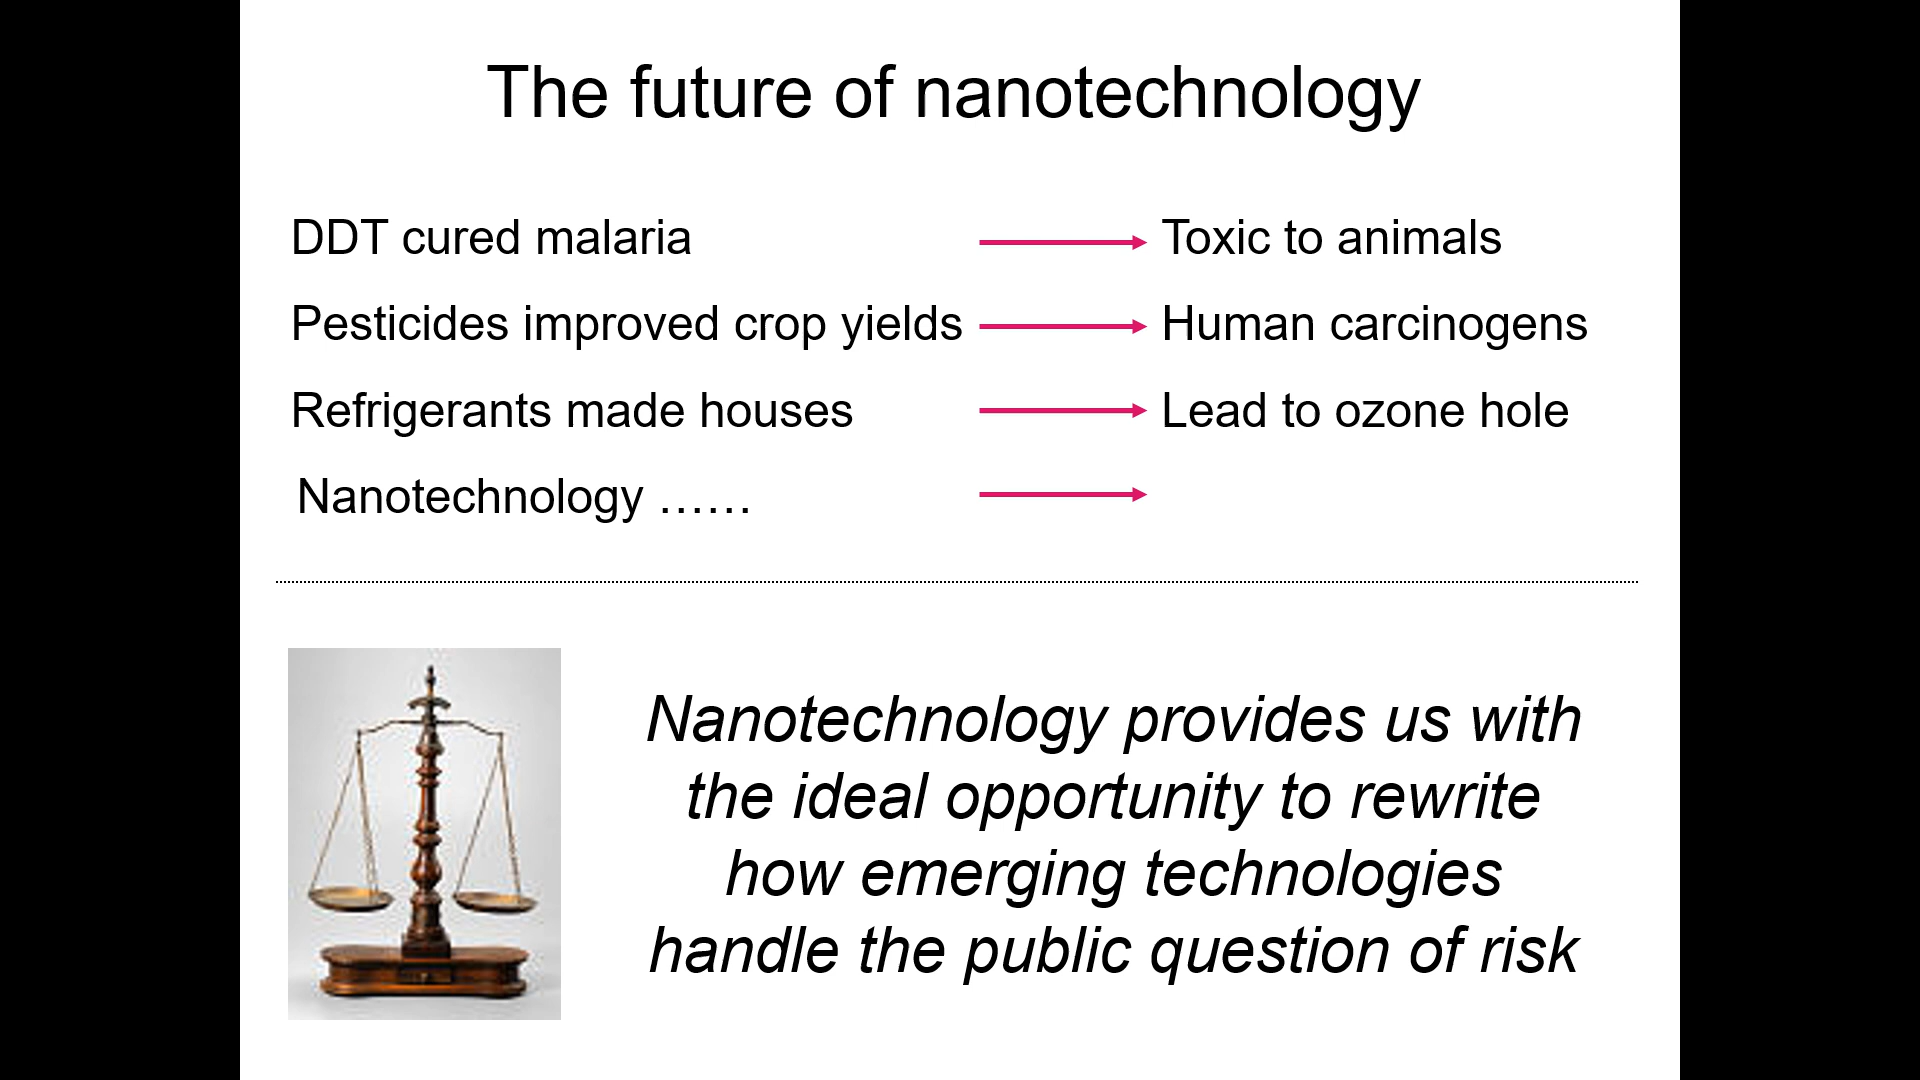 The future of nanotechnology
DDT cured malaria Toxic to animals
Pesticides improved crop yields Human carcinogens
Refrigerants made houses Lead to ozone hole
Nanotechnology ......
Nanotechnology provides us with
the ideal opportunity to rewrite
how emerging technologies
handle the public question of risk